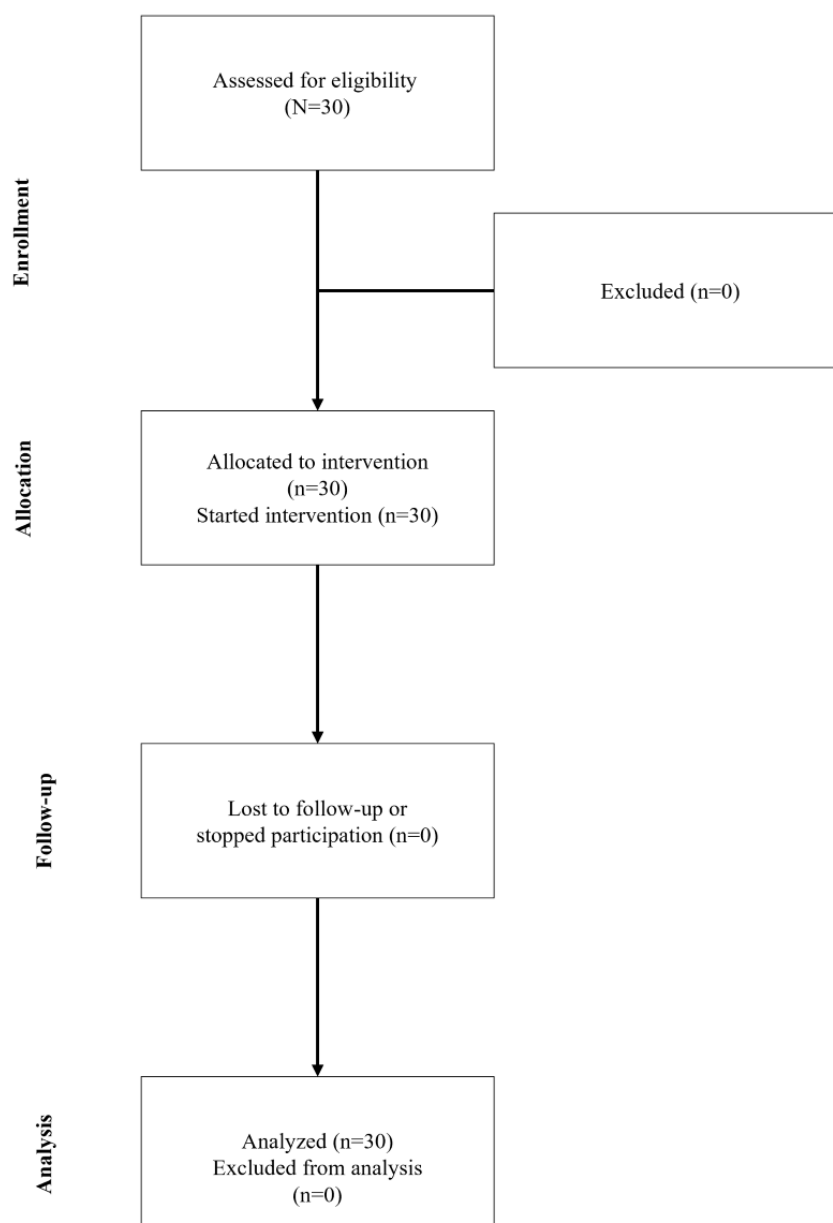 Assessed for eligibility
(N=30)
Enrollment
Excluded (n=0)
Allocation
Allocated to intervention
(n=30)
Started intervention (n=30)
Follow-up
Lost to follow-up or
stopped participation (n=0)
Analysis
Analyzed (n=30)
Excluded from analysis
(n=0)